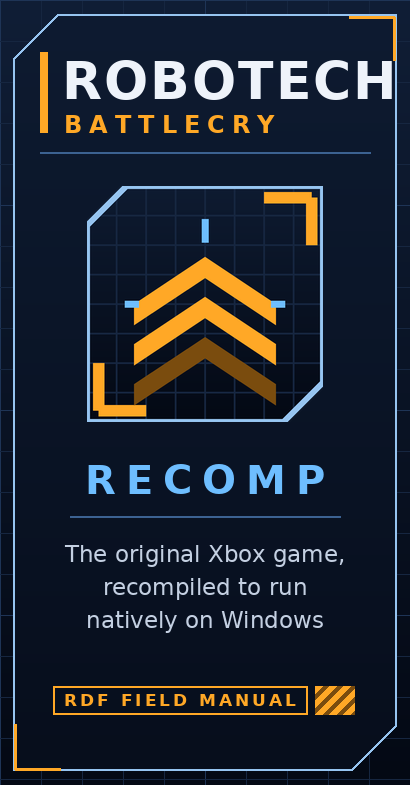 ROBOTECH
BATTLECRY
RECOMP
The original Xbox game,
recompiled to run
natively on Windows
RDF FIELD MANUAL